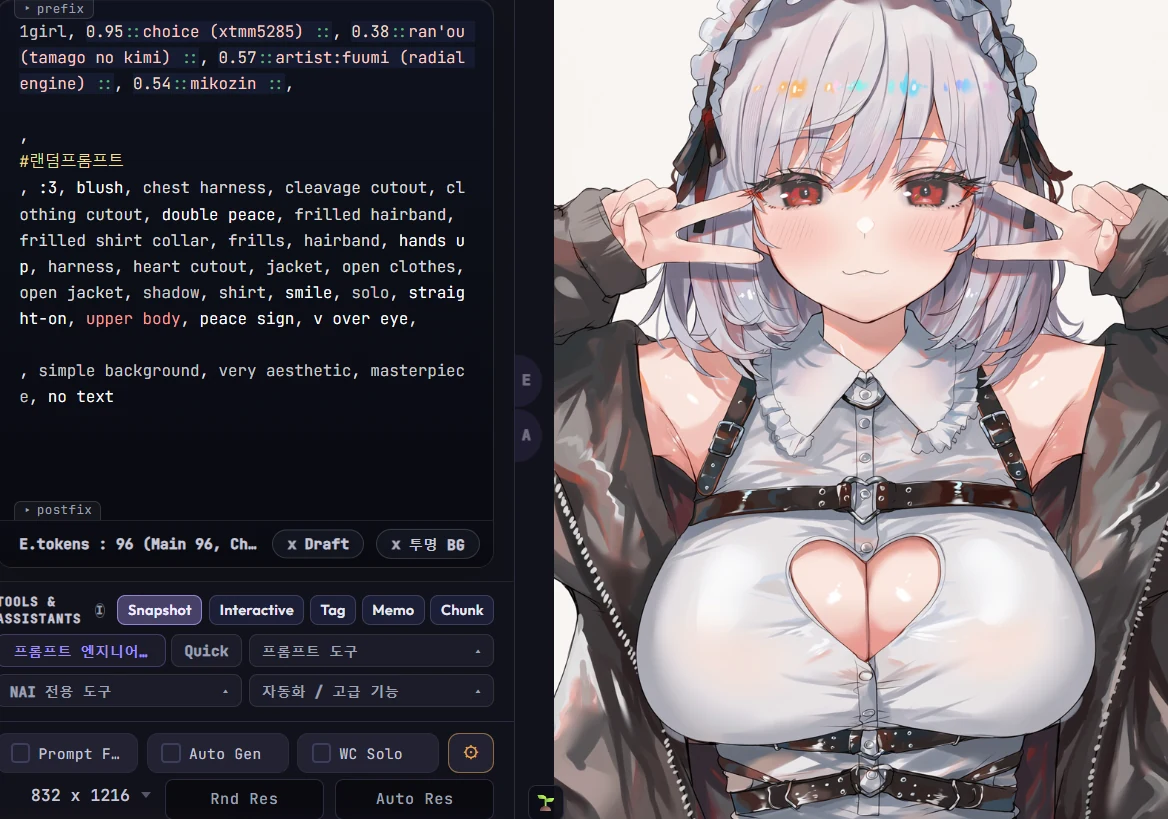 ‣ prefix
1girl, 0.95::choice (xtmm5285) ::, 0.38::ran'ou
(tamago no kimi) ::, 0.57::artist:fuumi (radial
engine) ::, 0.54::mikozin ::,
,
#랜덤프롬프트
, :3, blush, chest harness, cleavage cutout, cl
othing cutout, double peace, frilled hairband,
frilled shirt collar, frills, hairband, hands u
p, harness, heart cutout, jacket, open clothes,
open jacket, shadow, shirt, smile, solo, straig
ht-on, upper body, peace sign, v over eye,
, simple background, very aesthetic, masterpiec
e, no text
‣ postfix
E.tokens : 96 (Main 96, Ch…
x Draft
x 투명 BG
TOOLS &
ASSISTANTS
Snapshot
Interactive
Tag
Memo
Chunk
프롬프트 엔지니어…
Quick
프롬프트 도구
NAI 전용 도구
자동화 / 고급 기능
Prompt F…
Auto Gen
WC Solo
832 x 1216
Rnd Res
Auto Res
E
A